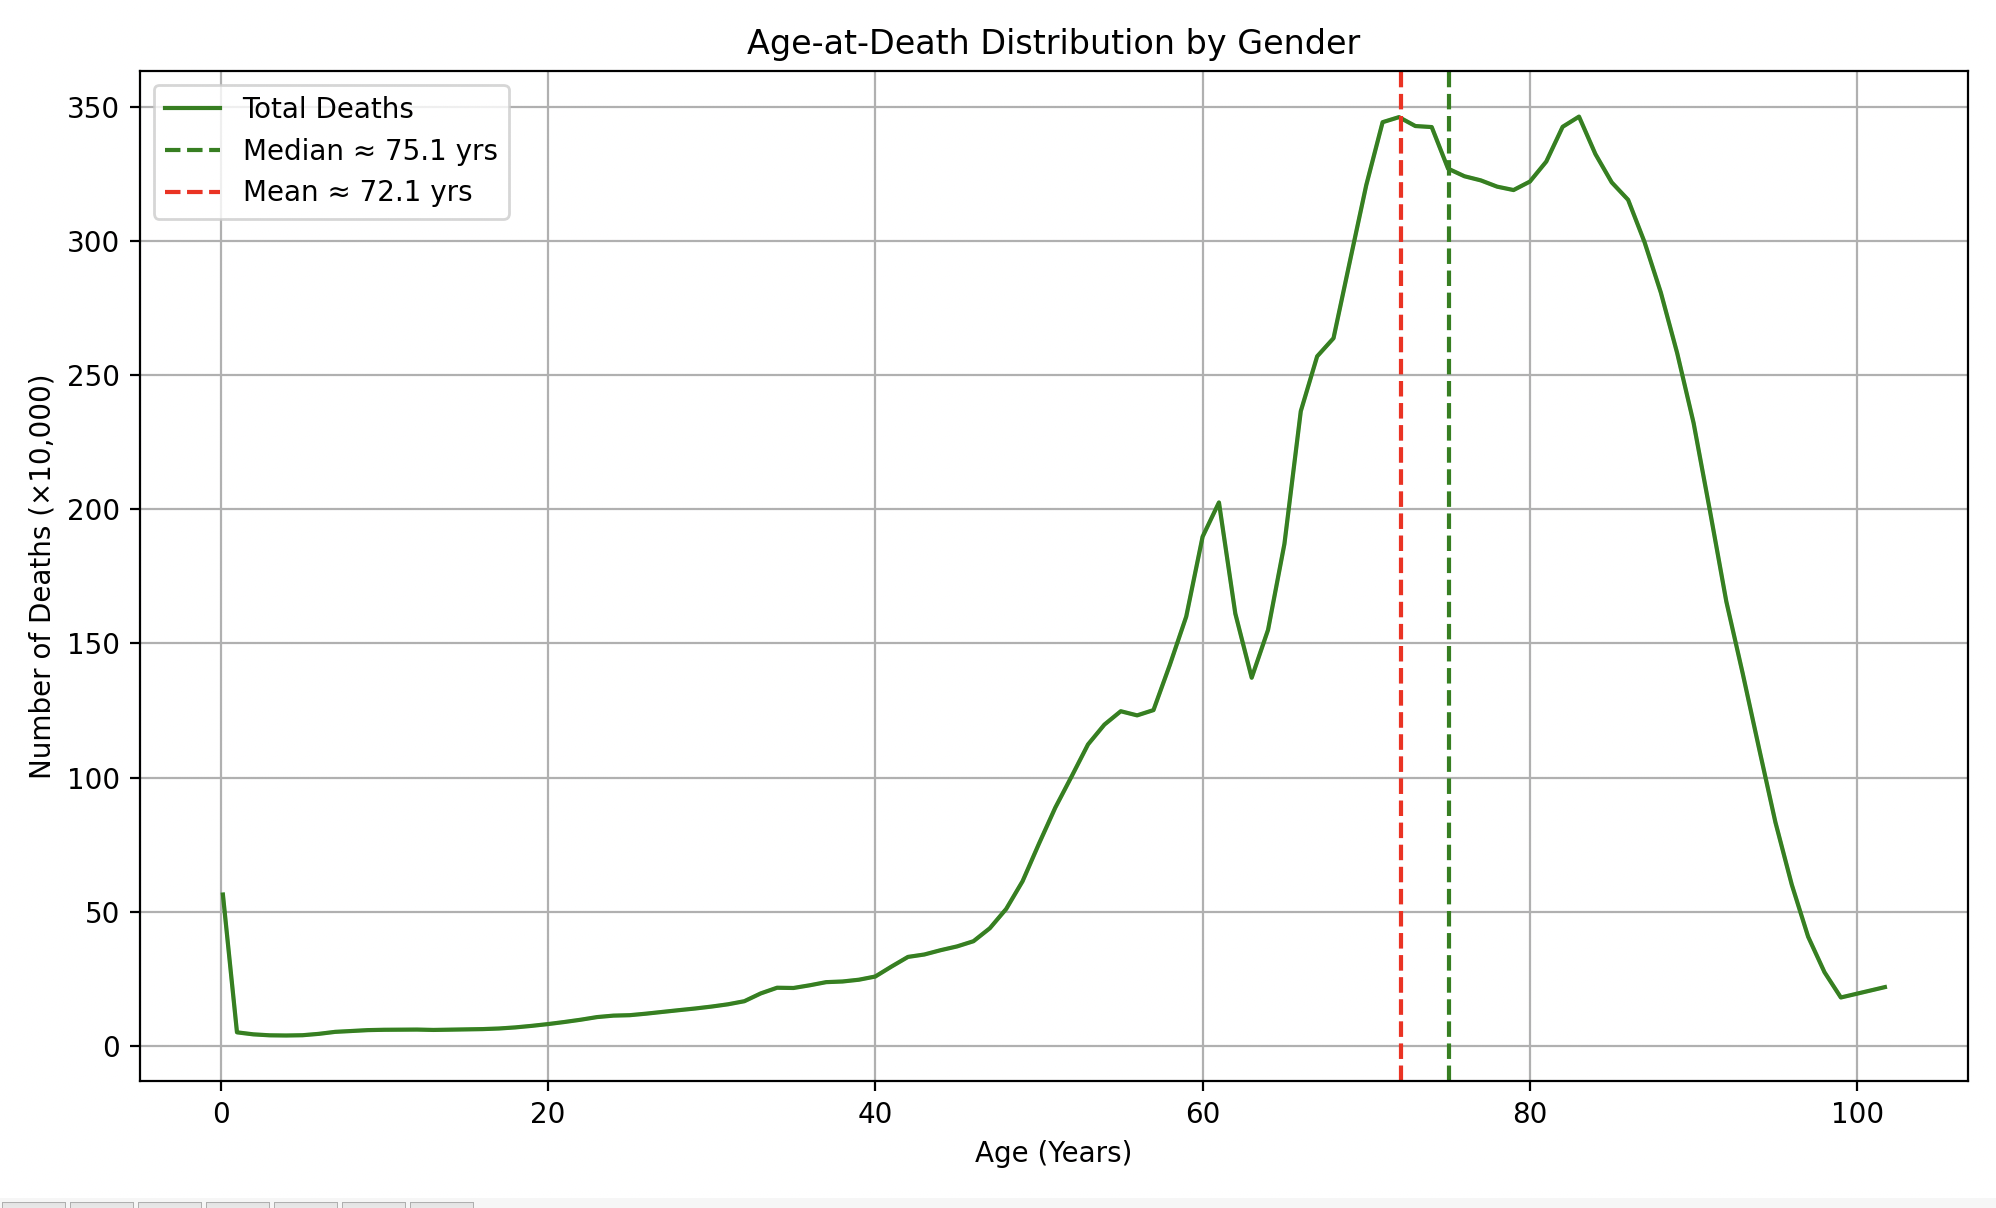 Age-at-Death Distribution by Gender
Total Deaths
Median ≈ 75.1 yrs
Mean ≈ 72.1 yrs
Number of Deaths (×10,000)
350
300
250
200
150
100
50
0
0 20 40 60 80 100
Age (Years)